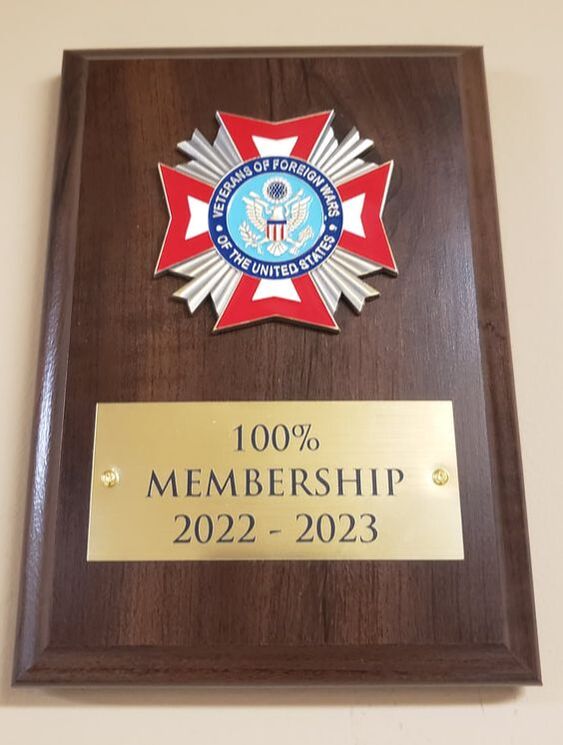 VETERANS OF FOREIGN WARS
OF THE UNITED STATES
100%
MEMBERSHIP
2022 - 2023